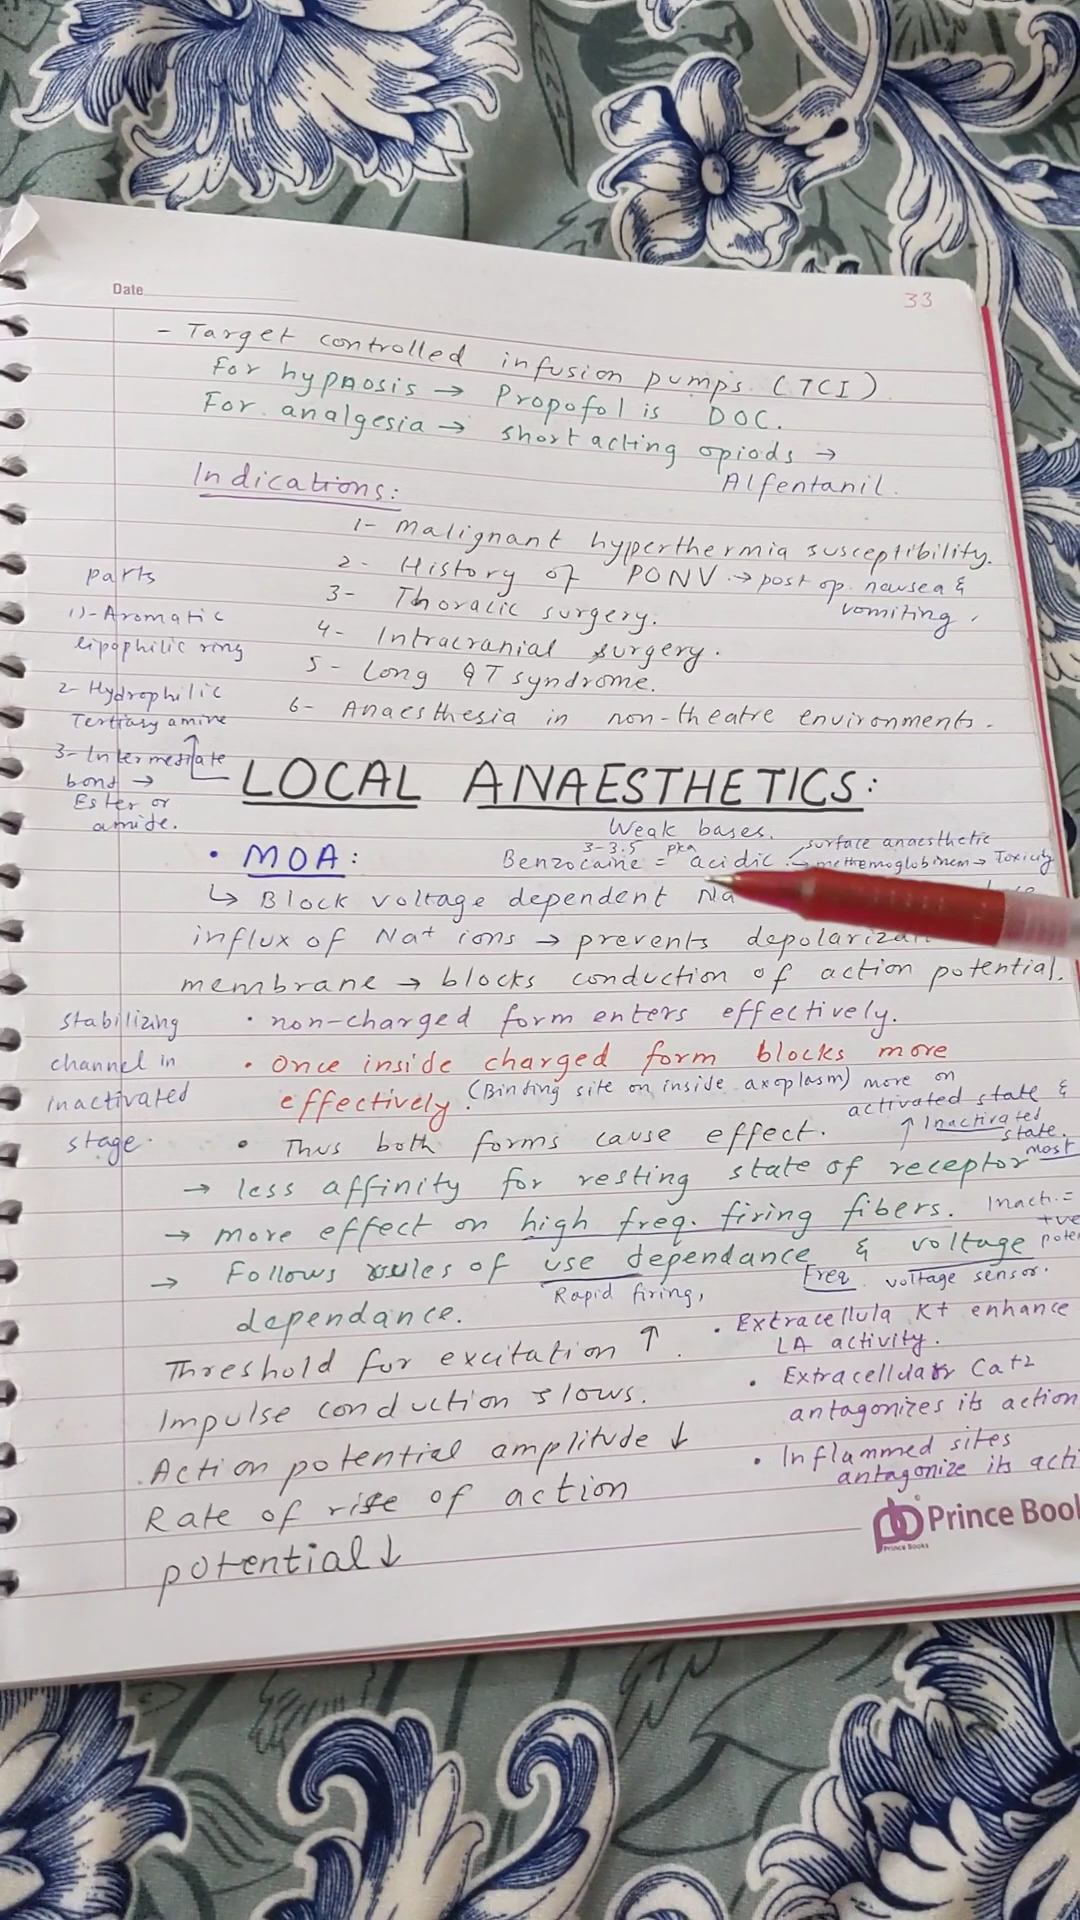 Date
33
- Target controlled infusion pumps (TCI)
For hypnosis → Propofol is DOC.
For analgesia → short acting opiods →
Alfentanil.
Indications:
1- Malignant hyperthermia susceptibility.
2- History of PONV → post op. nausea &
vomiting.
3- Thoracic surgery.
4- Intracranial surgery.
5- Long QT syndrome.
6- Anaesthesia in non-theatre environments.
parts
1)- Aromatic
lipophilic ring
2- Hydrophilic
Tertiary amine
3- Intermediate
bond →
Ester or
amide.
LOCAL ANAESTHETICS:
Weak bases.
3-3.5 pka
Benzocaine = acidic
surface anaesthetic
methemoglobinem → Toxicity
• MOA:
↳ Block voltage dependent Na
influx of Na+ ions → prevents
membrane → blocks conduction of action potential.
stabilizing
channel in
inactivated
stage.
• non-charged form enters effectively.
• Once inside charged form blocks more
effectively. (Binding site on inside axoplasm)
more on
activated state &
↑ Inactivated
state.
most
• Thus both forms cause effect.
→ less affinity for resting state of receptor
→ more effect on high freq. firing fibers.
Inact. =
+ve
→ Follows rules of use dependance & voltage
dependance.
Rapid firing,
Freq. voltage sensor.
Threshold for excitation ↑.
Impulse conduction slows.
Action potential amplitude ↓
Rate of rise of action
potential ↓
• Extracellula K+ enhance
LA activity.
• Extracellular Ca+2
antagonizes its action
• Inflammed sites
antagonize its acti
Prince Book
Prince Books